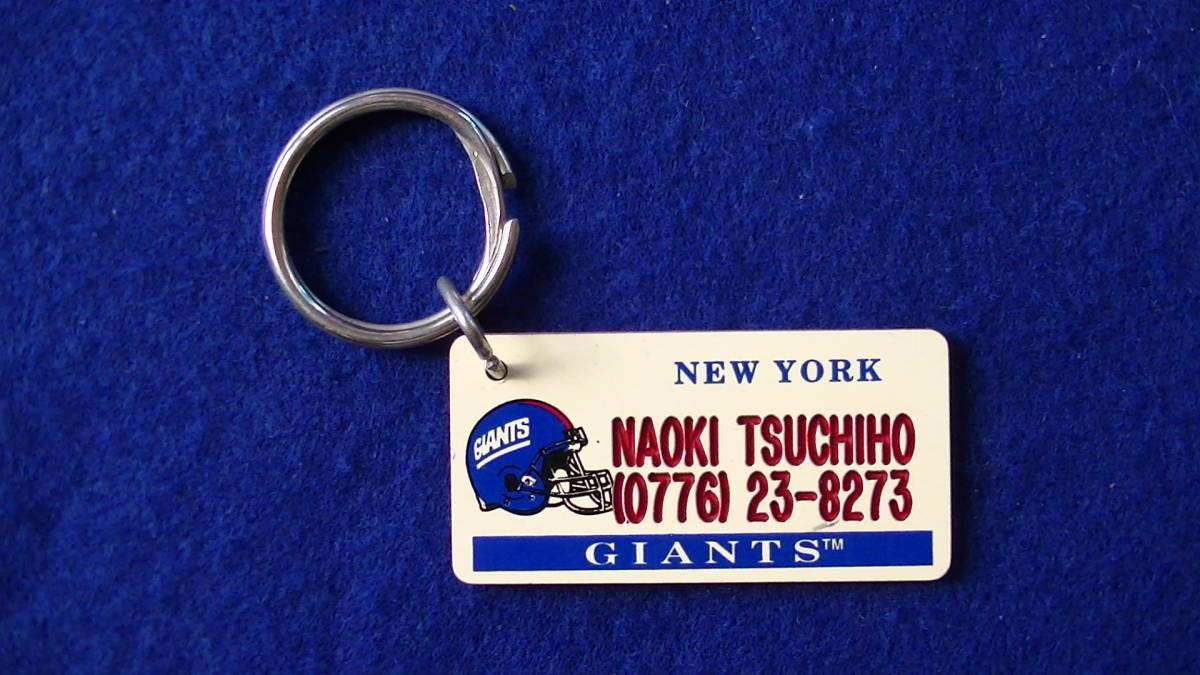 NEW YORK
GIANTS
NAOKI TSUCHIHO
(0776) 23-8273
GIANTS™